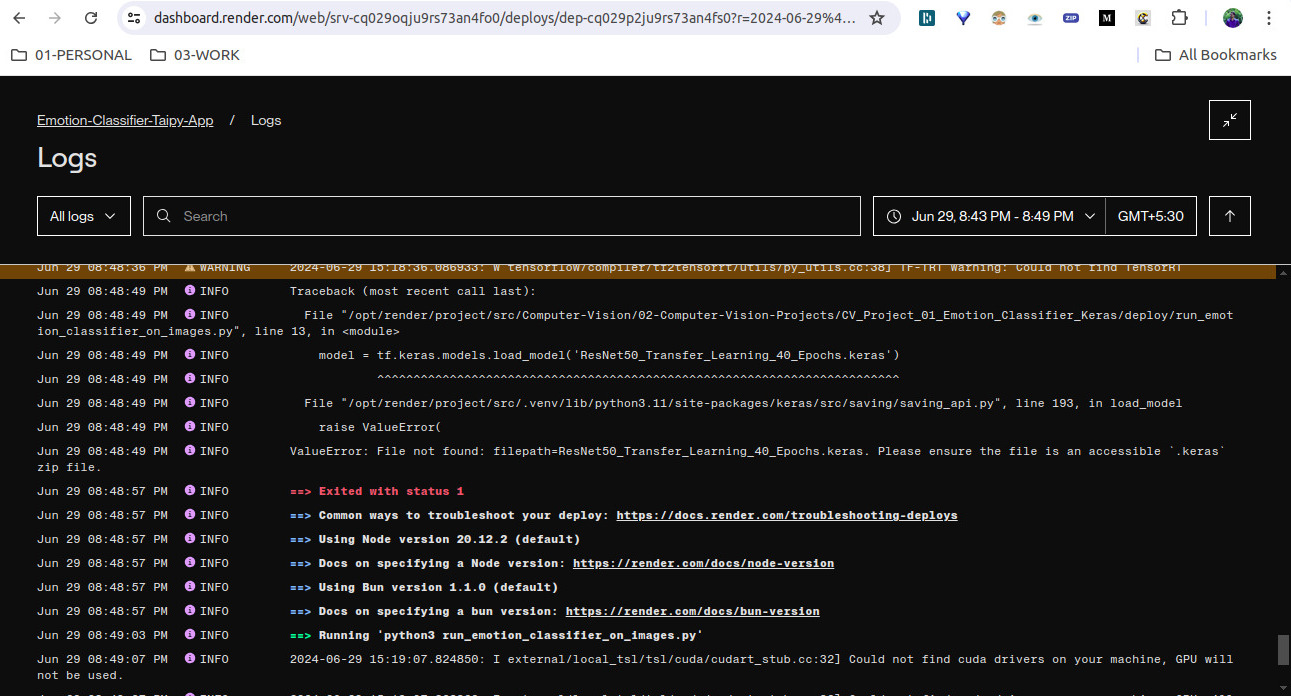 dashboard.render.com/web/srv-cq029oqju9rs73an4fo0/deploys/dep-cq029p2ju9rs73an4fs0?r=2024-06-29%4...
ZIP
M
01-PERSONAL
03-WORK
All Bookmarks
Emotion-Classifier-Taipy-App / Logs
Logs
All logs
Search
Jun 29, 8:43 PM - 8:49 PM
GMT+5:30
Jun 29 08:48:36 PM WARNING 2024-06-29 15:18:36.086933: W tensorflow/compiler/tf2tensorrt/utils/py_utils.cc:38] TF-TRT Warning: Could not find TensorRT
Jun 29 08:48:49 PM INFO Traceback (most recent call last):
Jun 29 08:48:49 PM INFO File "/opt/render/project/src/Computer-Vision/02-Computer-Vision-Projects/CV_Project_01_Emotion_Classifier_Keras/deploy/run_emot
ion_classifier_on_images.py", line 13, in <module>
Jun 29 08:48:49 PM INFO model = tf.keras.models.load_model('ResNet50_Transfer_Learning_40_Epochs.keras')
Jun 29 08:48:49 PM INFO ^^^^^^^^^^^^^^^^^^^^^^^^^^^^^^^^^^^^^^^^^^^^^^^^^^^^^^^^^^^^^^^^^^^^^^^^
Jun 29 08:48:49 PM INFO File "/opt/render/project/src/.venv/lib/python3.11/site-packages/keras/src/saving/saving_api.py", line 193, in load_model
Jun 29 08:48:49 PM INFO raise ValueError(
Jun 29 08:48:49 PM INFO ValueError: File not found: filepath=ResNet50_Transfer_Learning_40_Epochs.keras. Please ensure the file is an accessible `.keras`
zip file.
Jun 29 08:48:57 PM INFO ==> Exited with status 1
Jun 29 08:48:57 PM INFO ==> Common ways to troubleshoot your deploy: https://docs.render.com/troubleshooting-deploys
Jun 29 08:48:57 PM INFO ==> Using Node version 20.12.2 (default)
Jun 29 08:48:57 PM INFO ==> Docs on specifying a Node version: https://render.com/docs/node-version
Jun 29 08:48:57 PM INFO ==> Using Bun version 1.1.0 (default)
Jun 29 08:48:57 PM INFO ==> Docs on specifying a bun version: https://render.com/docs/bun-version
Jun 29 08:49:03 PM INFO ==> Running 'python3 run_emotion_classifier_on_images.py'
Jun 29 08:49:07 PM INFO 2024-06-29 15:19:07.824850: I external/local_tsl/tsl/cuda/cudart_stub.cc:32] Could not find cuda drivers on your machine, GPU will
not be used.